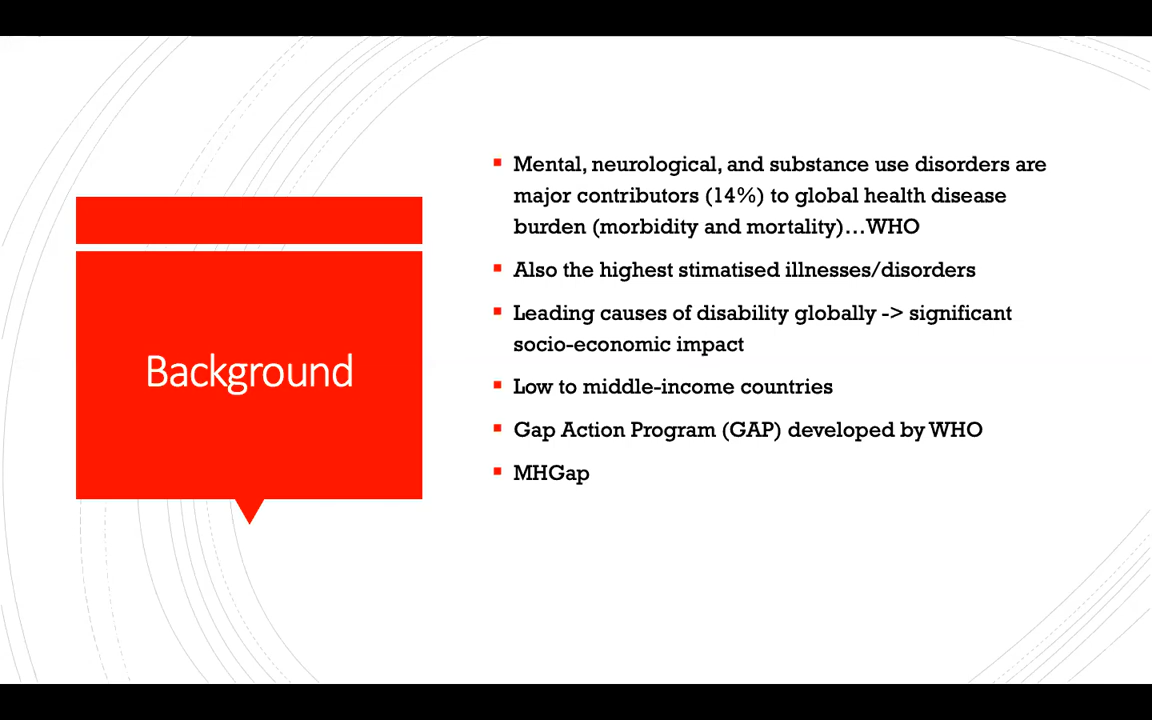 Background
Mental, neurological, and substance use disorders are
major contributors (14%) to global health disease
burden (morbidity and mortality)…WHO
Also the highest stimatised illnesses/disorders
Leading causes of disability globally -> significant
socio-economic impact
Low to middle-income countries
Gap Action Program (GAP) developed by WHO
MHGap